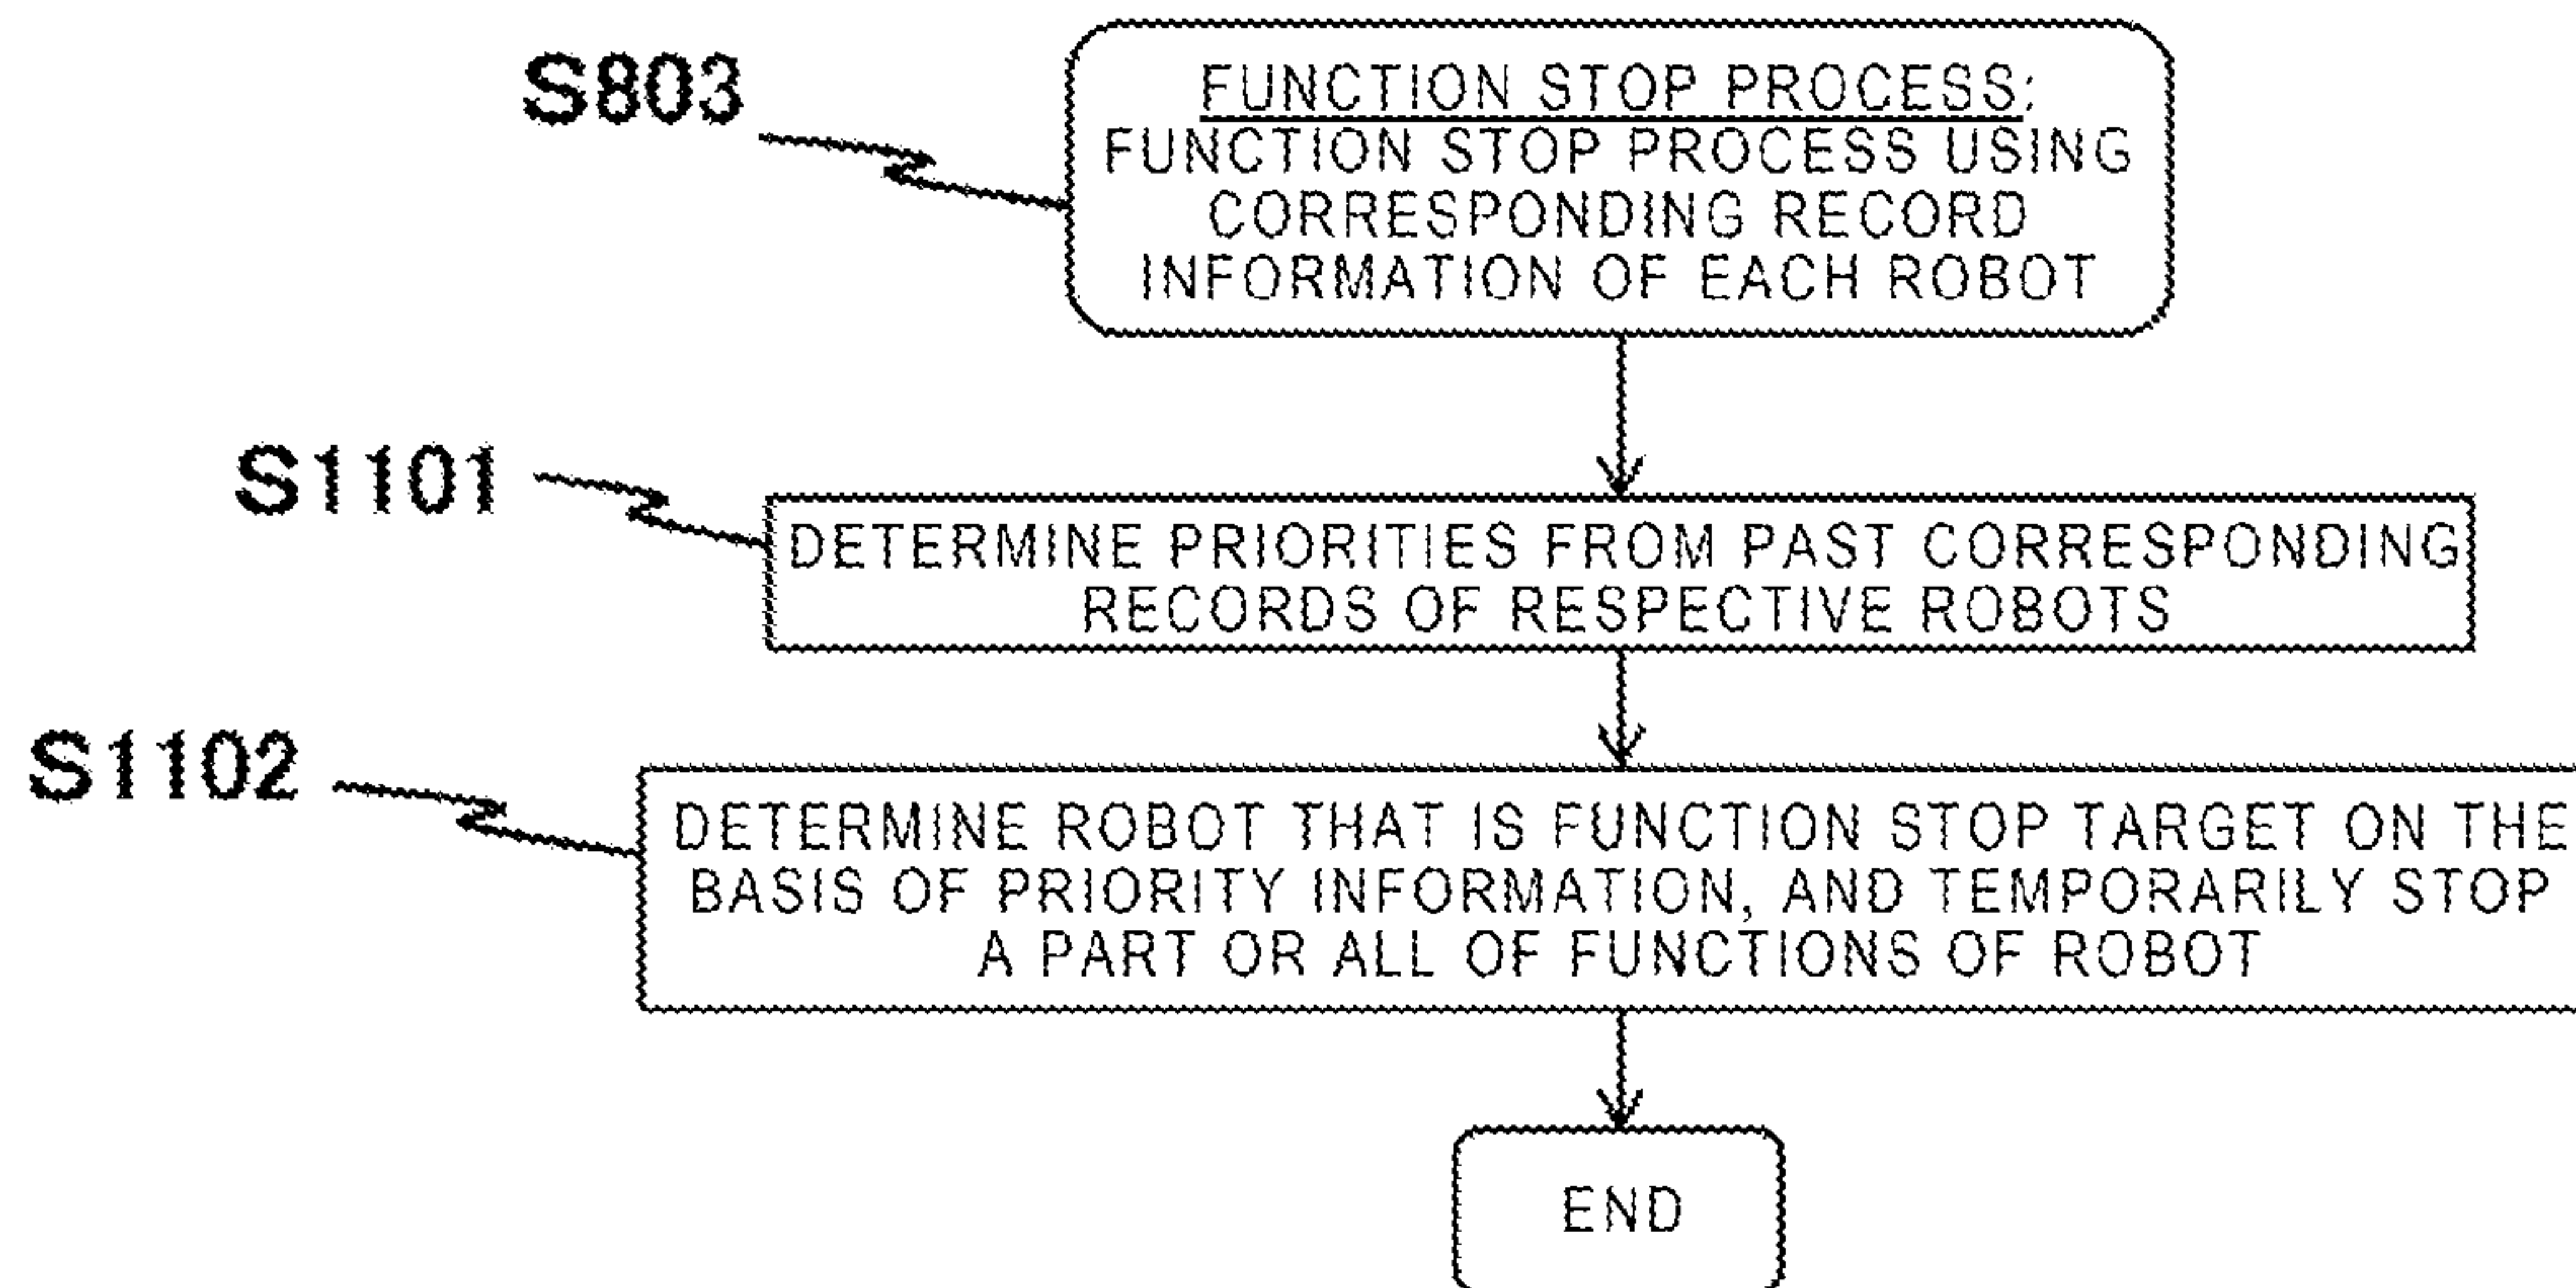 S803
FUNCTION STOP PROCESS:
FUNCTION STOP PROCESS USING
CORRESPONDING RECORD
INFORMATION OF EACH ROBOT
S1101
DETERMINE PRIORITIES FROM PAST CORRESPONDING
RECORDS OF RESPECTIVE ROBOTS
S1102
DETERMINE ROBOT THAT IS FUNCTION STOP TARGET ON THE
BASIS OF PRIORITY INFORMATION, AND TEMPORARILY STOP
A PART OR ALL OF FUNCTIONS OF ROBOT
END